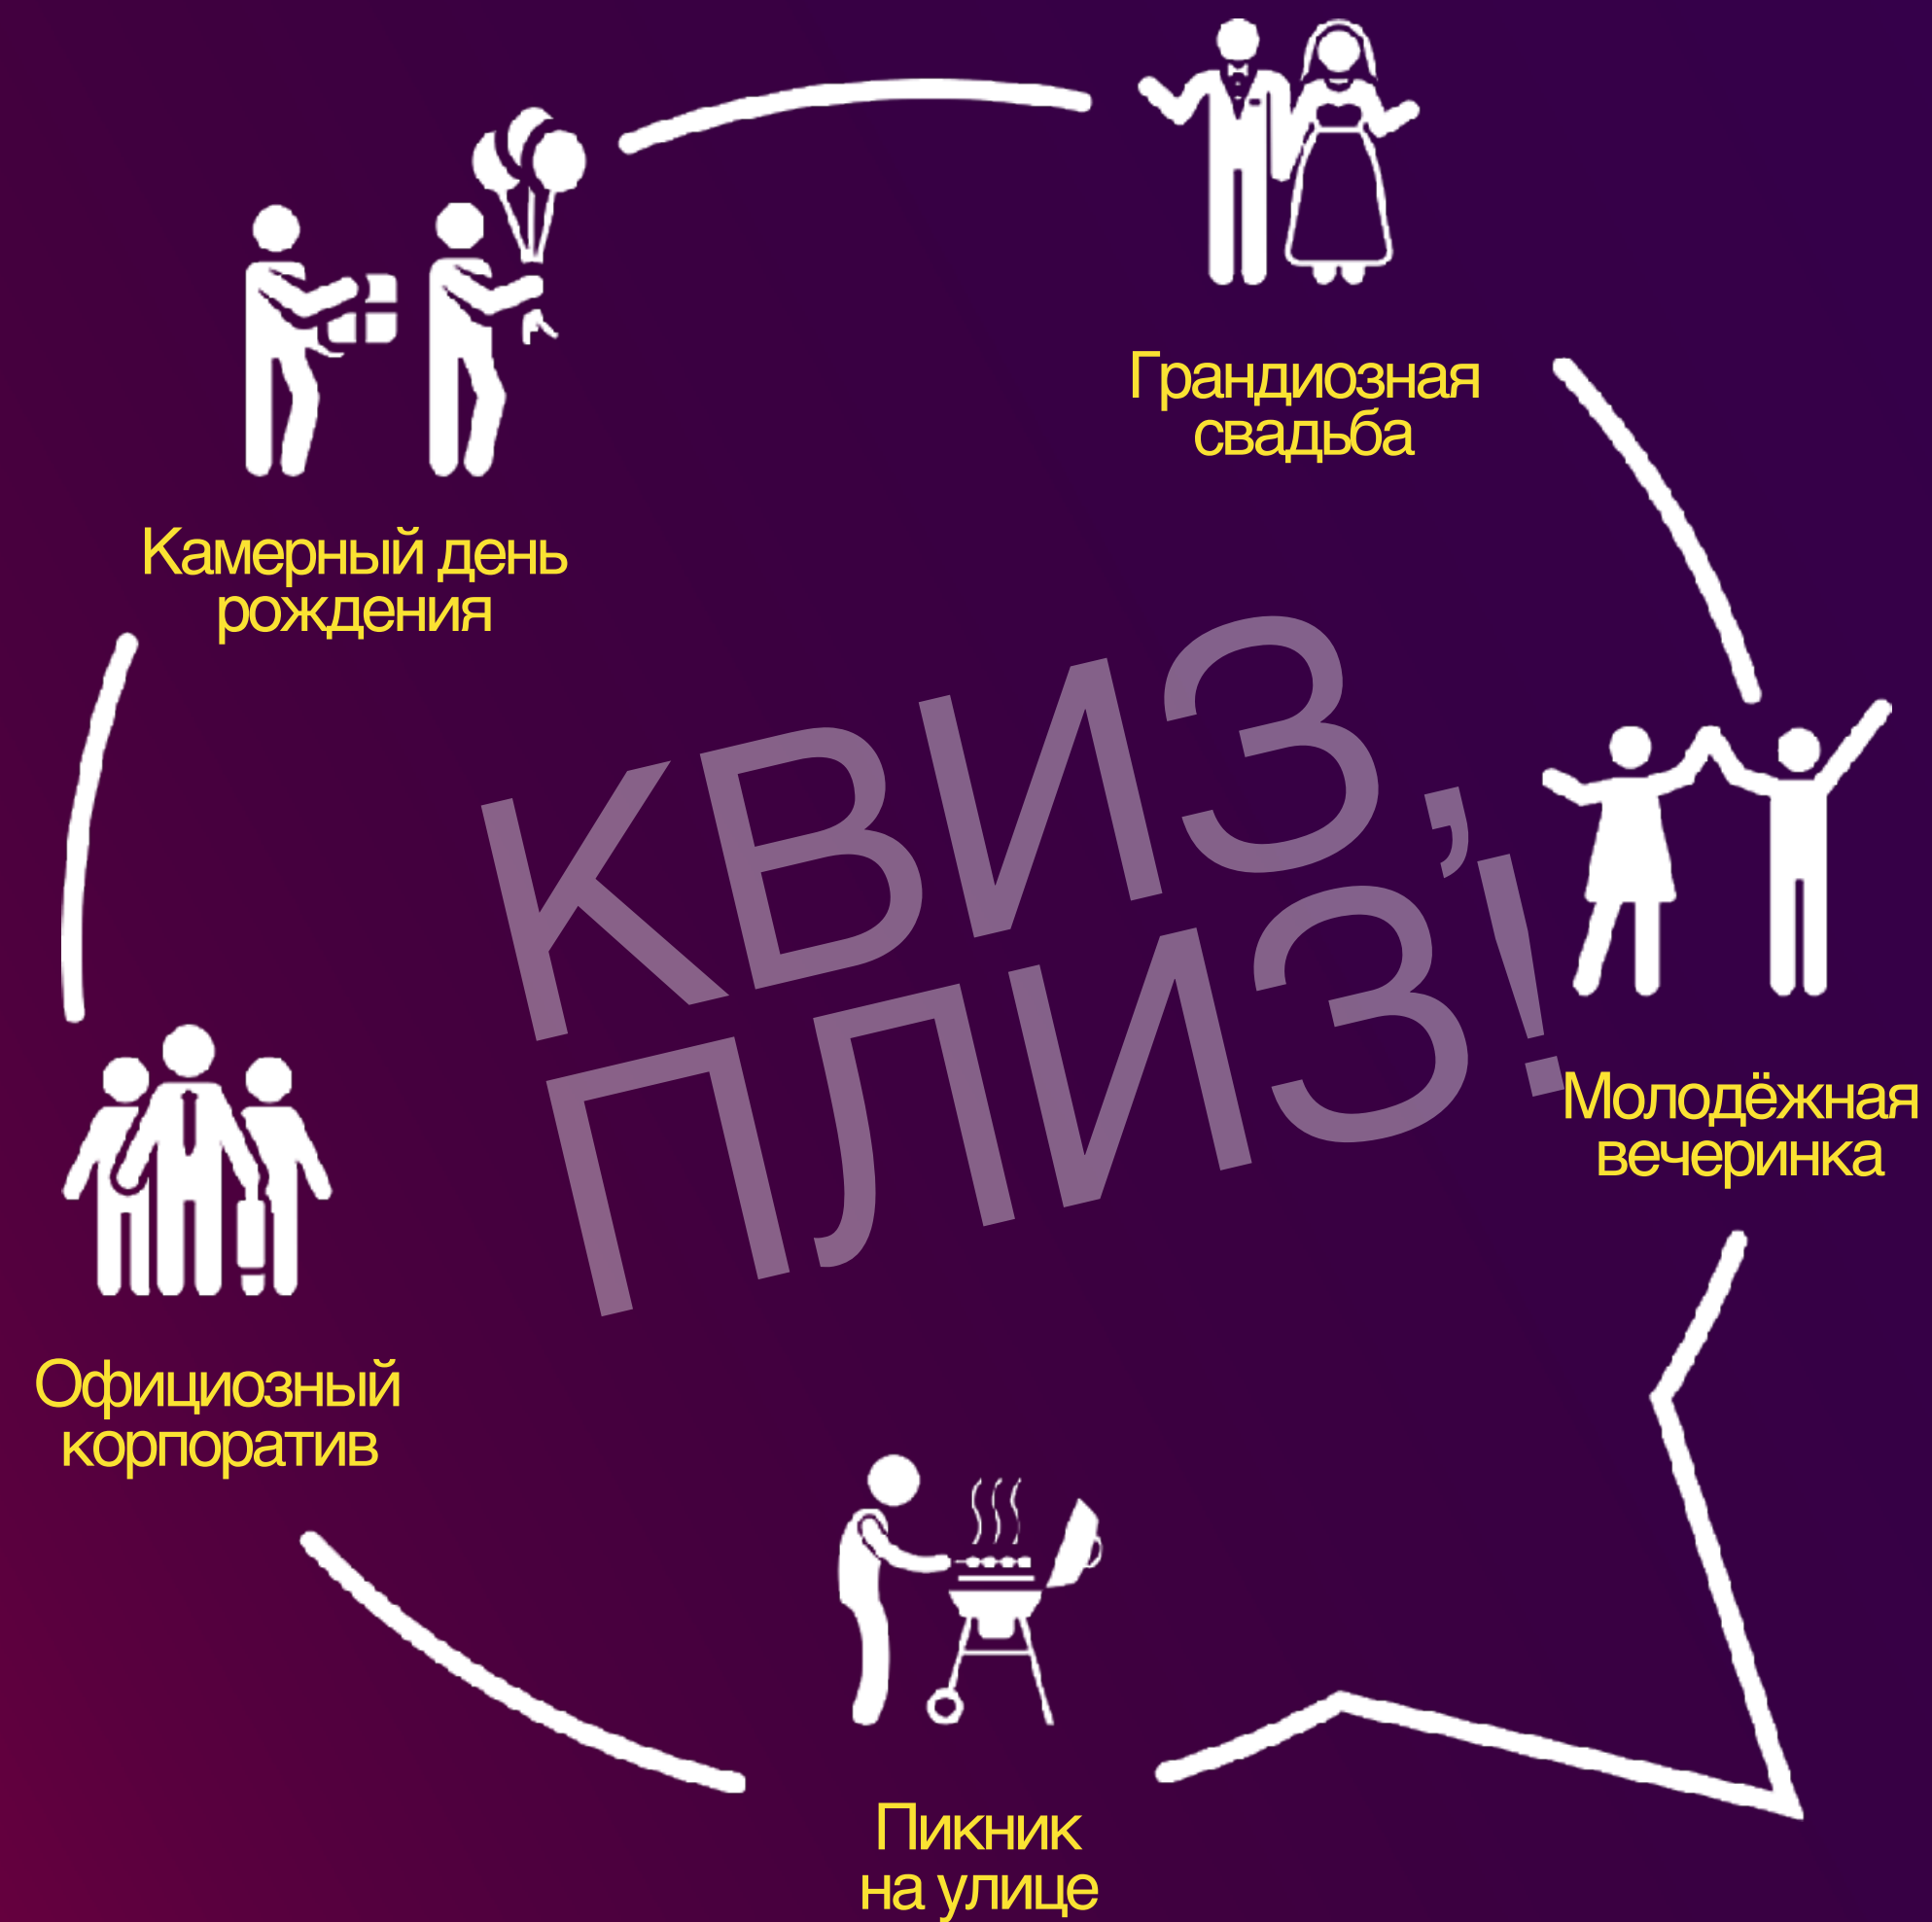 Грандиозная
свадьба
Камерный день
рождения
КВИЗ,
ПЛИЗ!
Молодёжная
вечеринка
Официозный
корпоратив
Пикник
на улице